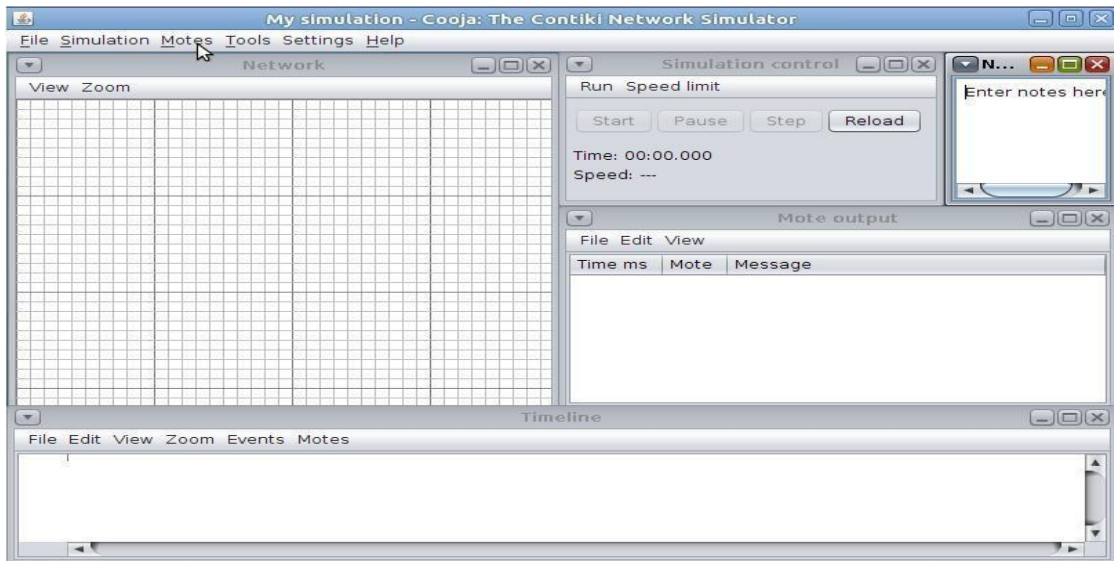 My simulation - Cooja: The Contiki Network Simulator
File Simulation Motes Tools Settings Help
Network
View Zoom
Simulation control
Run Speed limit
Start Pause Step Reload
Time: 00:00.000
Speed: ---
N...
Enter notes here
Mote output
File Edit View
Time ms Mote Message
Timeline
File Edit View Zoom Events Motes